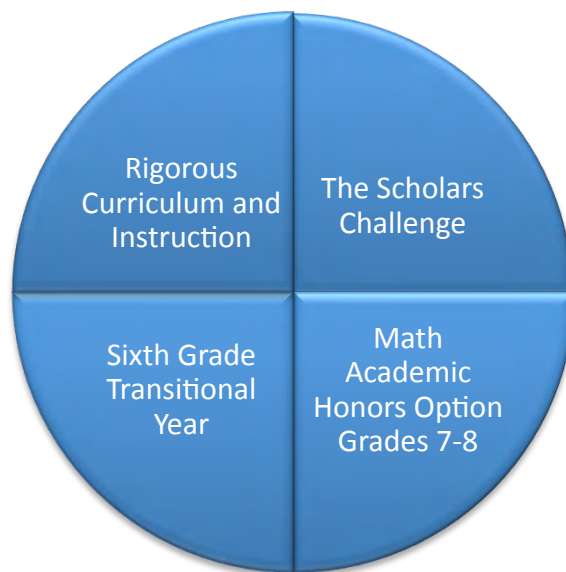 Rigorous
Curriculum and
Instruction
The Scholars
Challenge
Sixth Grade
Transitional
Year
Math
Academic
Honors Option
Grades 7-8